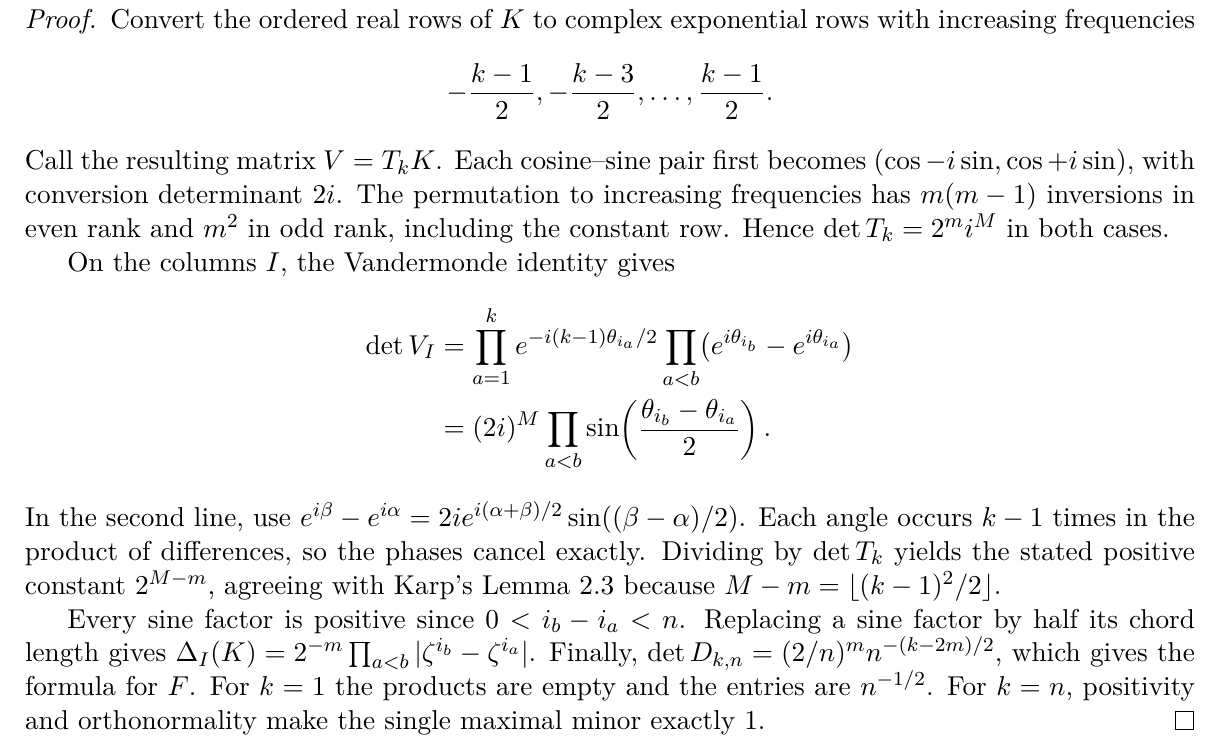 Proof. Convert the ordered real rows of K to complex exponential rows with increasing frequencies
−(k − 1)/2, −(k − 3)/2, . . . , (k − 1)/2.
Call the resulting matrix V = T_k K. Each cosine–sine pair first becomes (cos −i sin, cos +i sin), with
conversion determinant 2i. The permutation to increasing frequencies has m(m − 1) inversions in
even rank and m² in odd rank, including the constant row. Hence det T_k = 2^m i^M in both cases.
On the columns I, the Vandermonde identity gives
det V_I = ∏_{a=1}^{k} e^{−i(k−1)θ_{i_a}/2} ∏_{a<b} (e^{iθ_{i_b}} − e^{iθ_{i_a}})
= (2i)^M ∏_{a<b} sin((θ_{i_b} − θ_{i_a})/2).
In the second line, use e^{iβ} − e^{iα} = 2ie^{i(α+β)/2} sin((β − α)/2). Each angle occurs k − 1 times in the
product of differences, so the phases cancel exactly. Dividing by det T_k yields the stated positive
constant 2^{M−m}, agreeing with Karp's Lemma 2.3 because M − m = ⌊(k − 1)²/2⌋.
Every sine factor is positive since 0 < i_b − i_a < n. Replacing a sine factor by half its chord
length gives Δ_I(K) = 2^{−m} ∏_{a<b} |ζ^{i_b} − ζ^{i_a}|. Finally, det D_{k,n} = (2/n)^m n^{−(k−2m)/2}, which gives the
formula for F. For k = 1 the products are empty and the entries are n^{−1/2}. For k = n, positivity
and orthonormality make the single maximal minor exactly 1. □